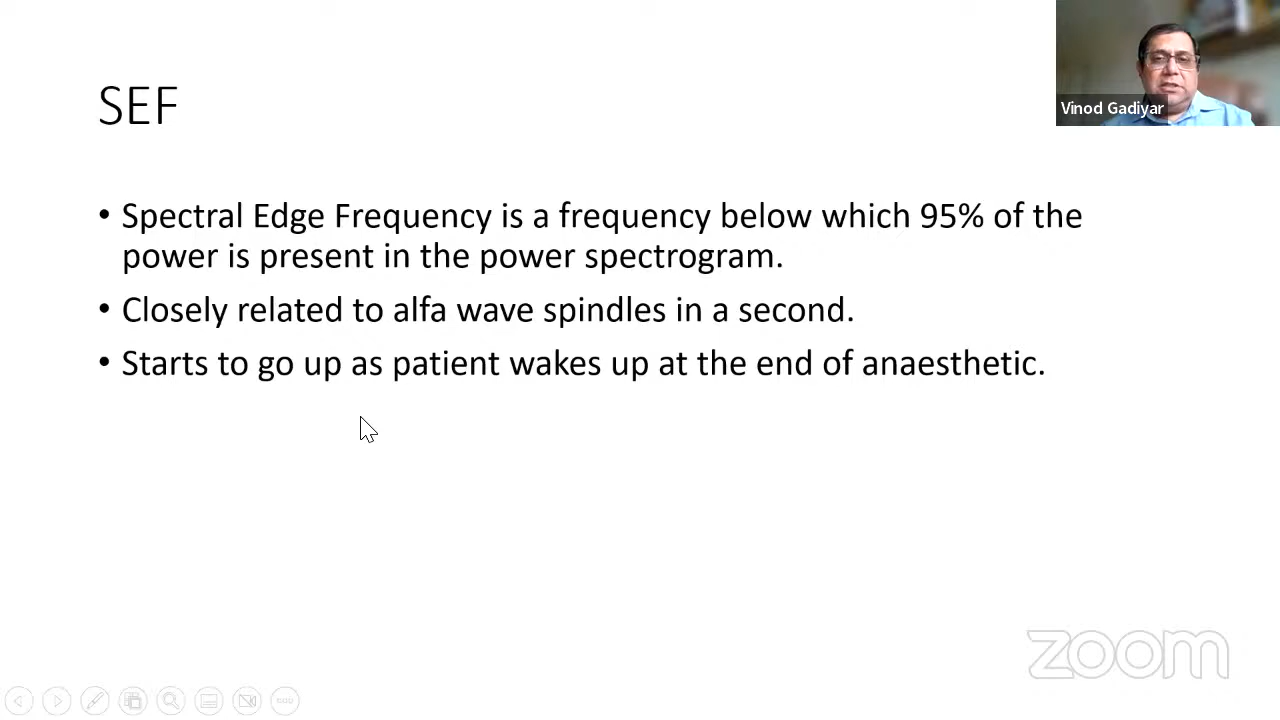 SEF
Vinod Gadiyar
• Spectral Edge Frequency is a frequency below which 95% of the
power is present in the power spectrogram.
• Closely related to alfa wave spindles in a second.
• Starts to go up as patient wakes up at the end of anaesthetic.
zoom